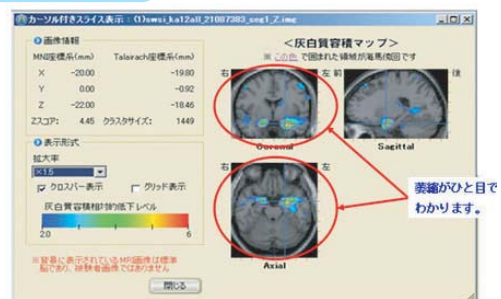 カーソル付きスライス表示: (1)swsi_ka12all_21087383_seg1_Z.img
画像情報
MNI座標系(mm) Talairach座標系(mm)
X -20.00 -19.80
Y 0.00 -0.92
Z -22.00 -18.46
Zスコア: 4.45 クラスタサイズ: 1449
表示形式
拡大率
×1.5
クロスバー表示 グリッド表示
灰白質容積相対的低下レベル
2.0 6
※背景に表示されているMRI画像は標準
脳であり、被験者画像ではありません
閉じる
<灰白質容積マップ>
※この色で囲まれた領域が海馬傍回です
右 左 前 後
Coronal Sagittal
右 左
Axial
萎縮がひと目で
わかります。